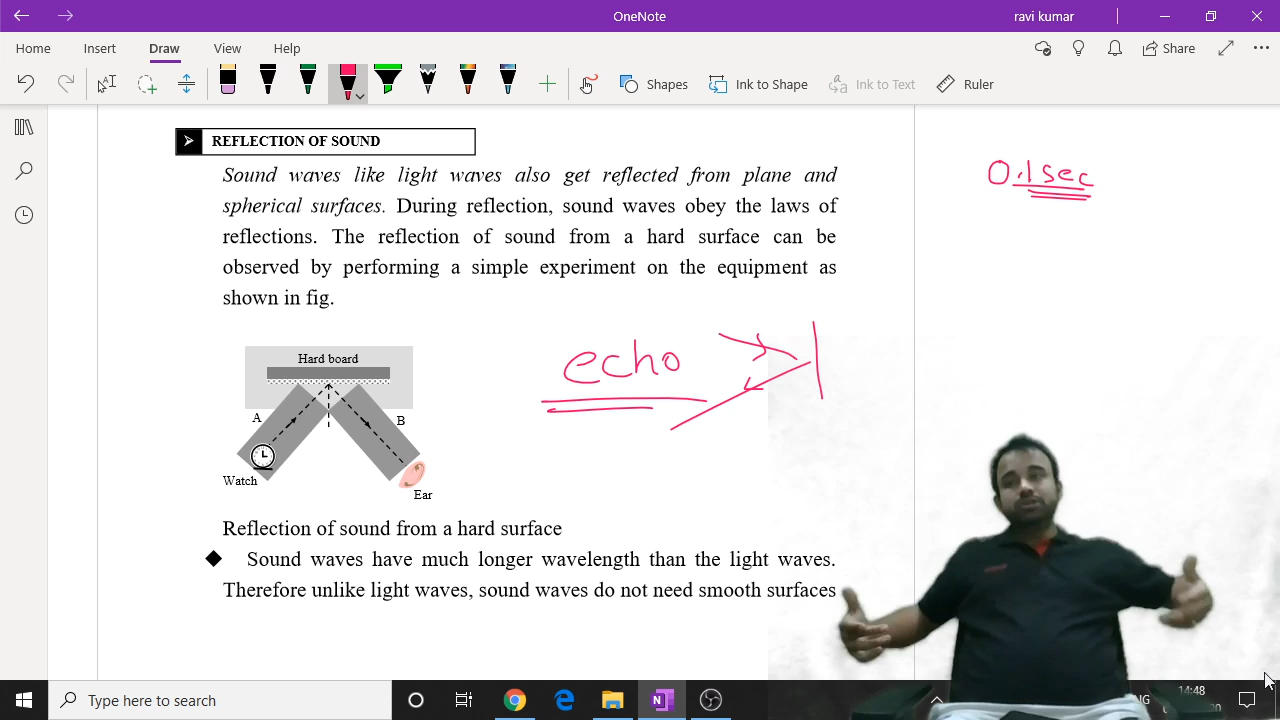 OneNote
ravi kumar
Home Insert Draw View Help
Share
Shapes
Ink to Shape
Ink to Text
Ruler
REFLECTION OF SOUND
0.1 sec
Sound waves like light waves also get reflected from plane and
spherical surfaces. During reflection, sound waves obey the laws of
reflections. The reflection of sound from a hard surface can be
observed by performing a simple experiment on the equipment as
shown in fig.
echo
Hard board
A
B
Watch
Ear
Reflection of sound from a hard surface
Sound waves have much longer wavelength than the light waves.
Therefore unlike light waves, sound waves do not need smooth surfaces
Type here to search
14:48